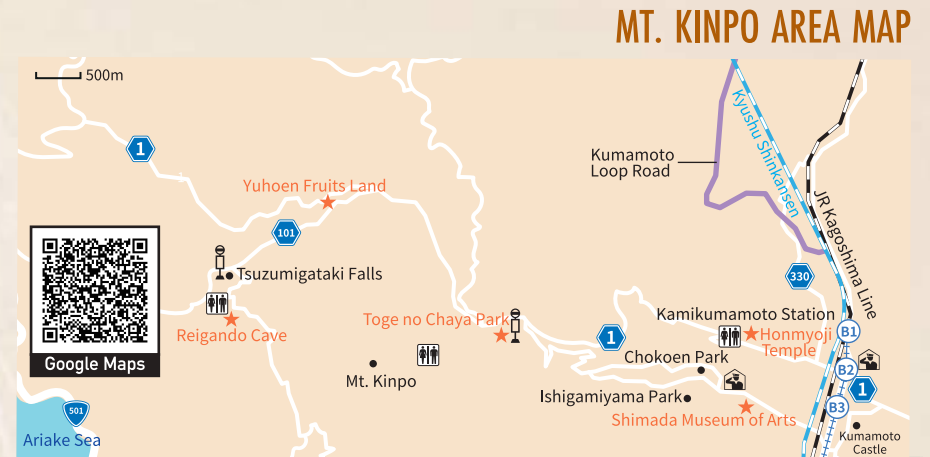 MT. KINPO AREA MAP
500m
Kyushu Shinkansen
1
Kumamoto
Loop Road
Yuhoen Fruits Land
JR Kagoshima Line
101
Tsuzumigataki Falls
330
Kamikumamoto Station
Toge no Chaya Park
Reigando Cave
1
Honmyoji
Temple
B1
Chokoen Park
Google Maps
Mt. Kinpo
B2
1
Ishigamiyama Park
B3
501
Shimada Museum of Arts
Ariake Sea
Kumamoto
Castle